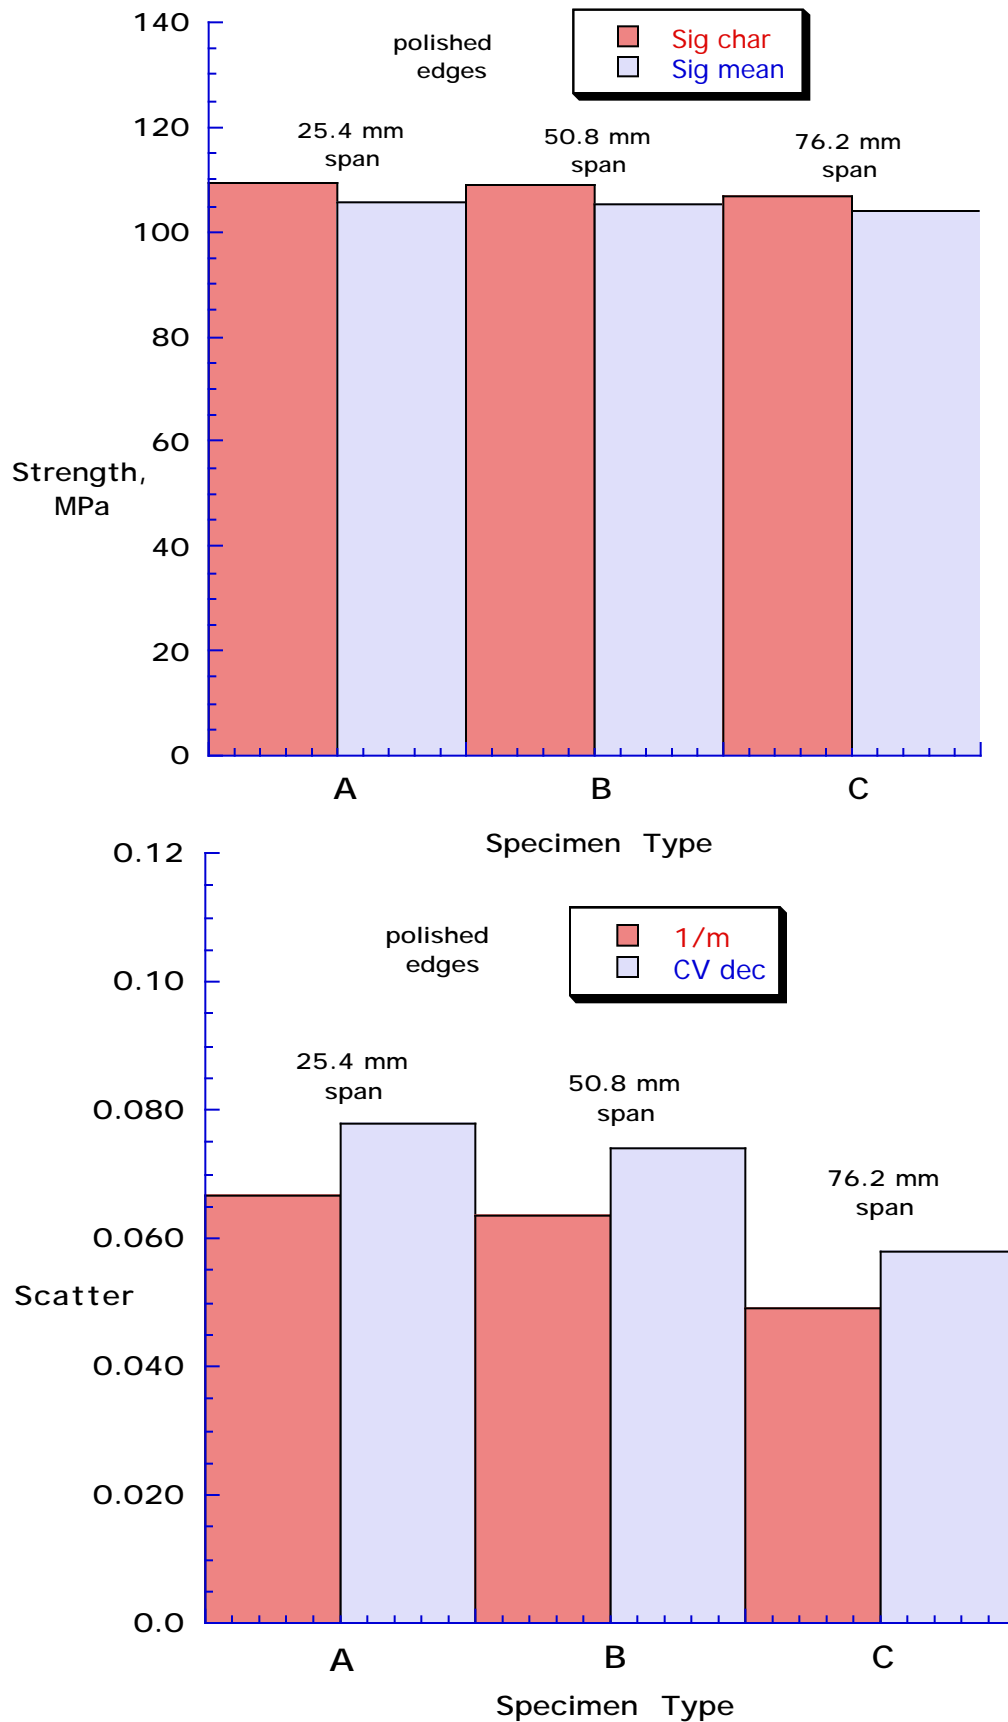 140
polished
edges
Sig char
Sig mean
120
25.4 mm
span
50.8 mm
span
76.2 mm
span
100
80
60
Strength,
MPa
40
20
0
A B C
Specimen Type
0.12
polished
edges
1/m
CV dec
0.10
25.4 mm
span
50.8 mm
span
0.080
76.2 mm
span
0.060
Scatter
0.040
0.020
0.0
A B C
Specimen Type